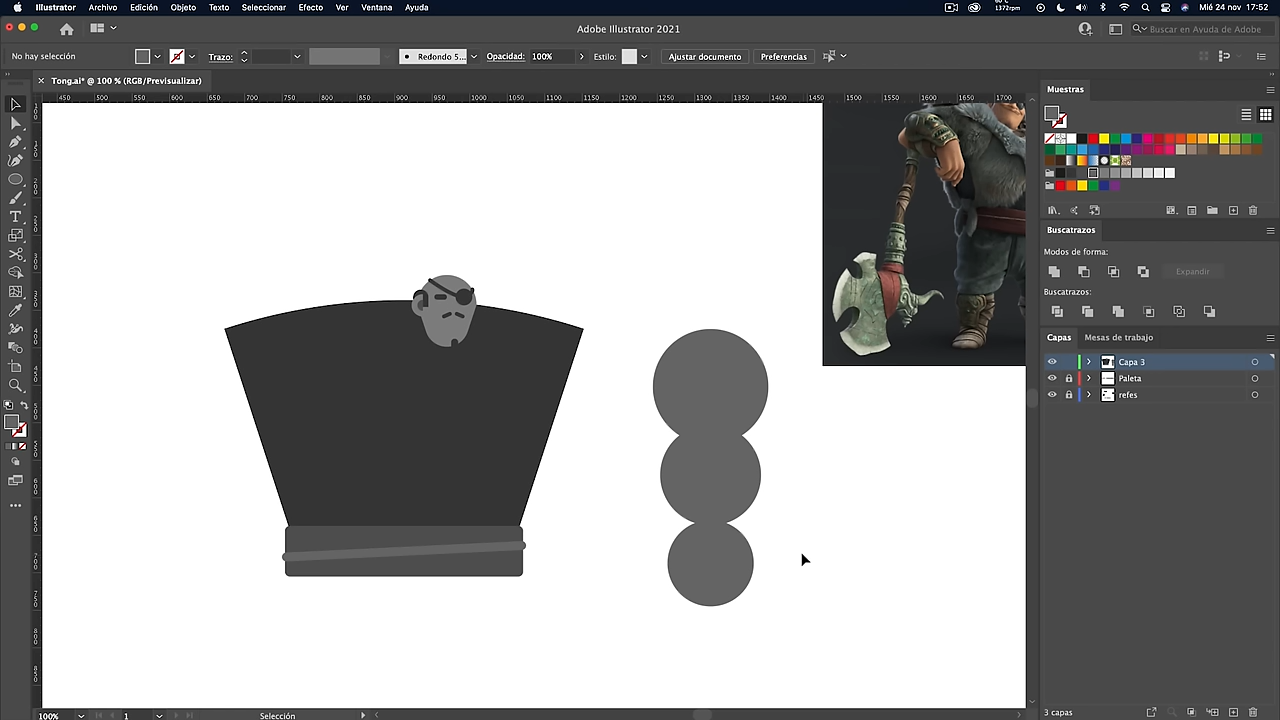 Illustrator Archivo Edición Objeto Texto Seleccionar Efecto Ver Ventana Ayuda
1372rpm
Mié 24 nov 17:52
Adobe Illustrator 2021
Buscar en Ayuda de Adobe
No hay selección
Trazo:
Redondo 5...
Opacidad: 100%
Estilo:
Ajustar documento
Preferencias
× Tong.ai* @ 100 % (RGB/Previsualizar)
450 500 550 600 650 700 750 800 850 900 950 1000 1050 1100 1150 1200 1250 1300 1350 1400 1450 1500 1550 1600 1650 1700
Muestras
Buscatrazos
Modos de forma:
Expandir
Buscatrazos:
Capas Mesas de trabajo
Capa 3
Paleta
refes
3 capas
100%
1
Selección